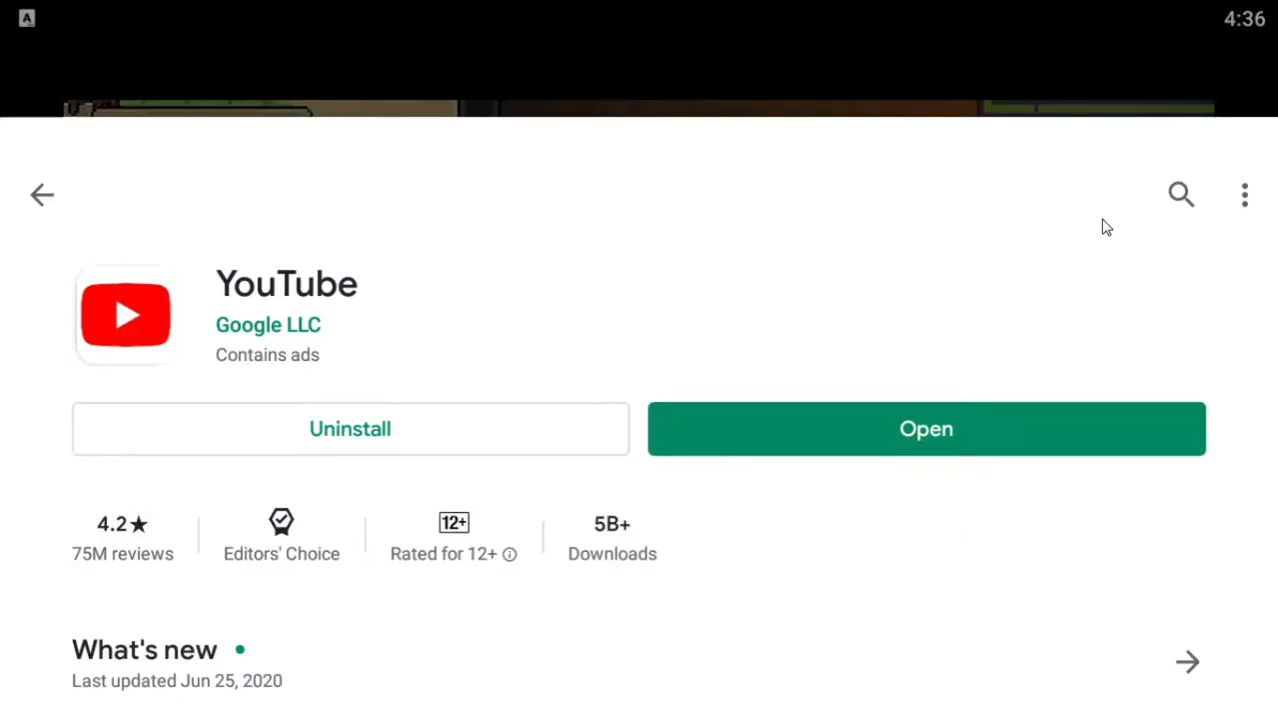 A
4:36
YouTube
Google LLC
Contains ads
Uninstall
Open
4.2★
75M reviews
Editors' Choice
12+
Rated for 12+
5B+
Downloads
What's new
Last updated Jun 25, 2020